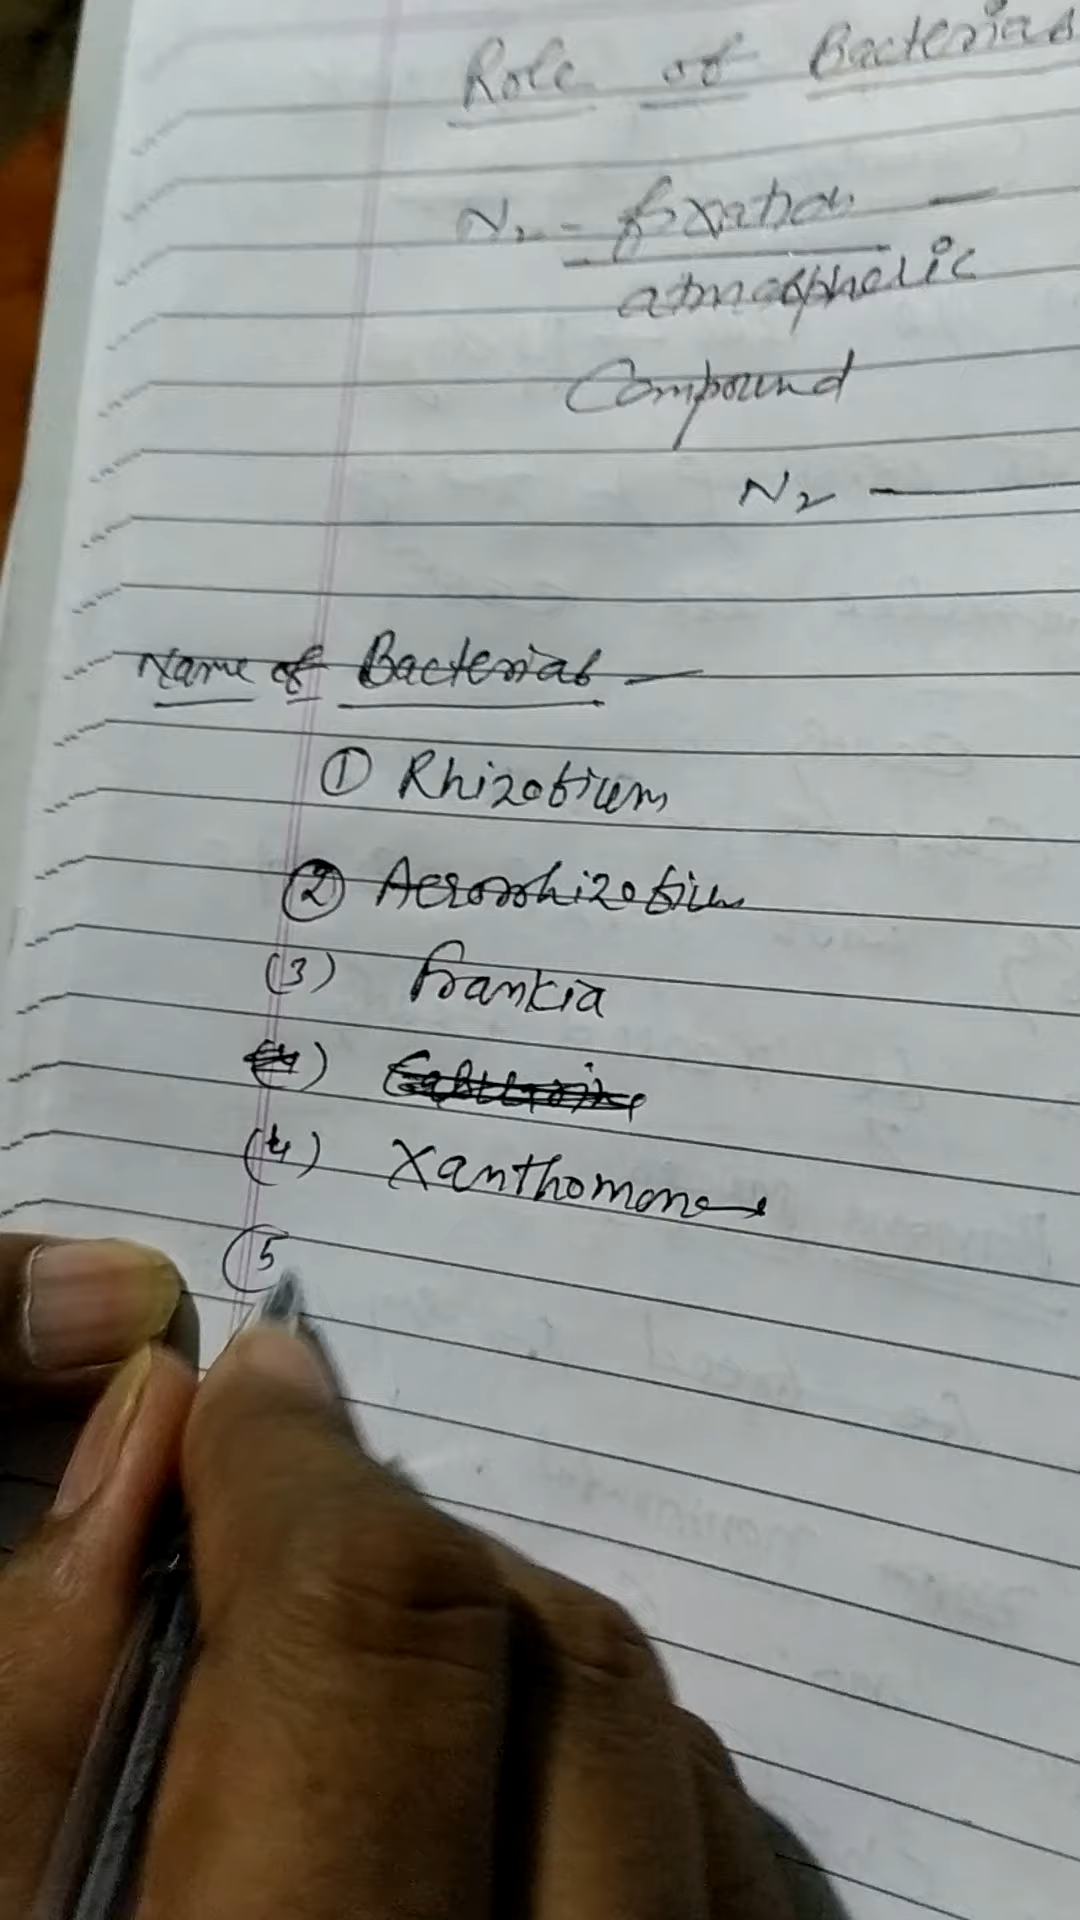 Role of Bacterias
N₂ - fixation —
atmospheric
Compound
N₂ —
Name of Bacterias —
① Rhizobium
② Aerorhizobium
(3) Frankia
(4)
(4) Xanthomonas
(5